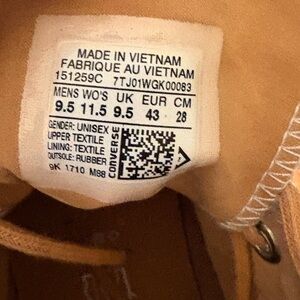 MADE IN VIETNAM
FABRIQUE AU VIETNAM
151259C 7TJ01WGK00083
MENS WO'S UK EUR CM
9.5 11.5 9.5 43 28
GENDER: UNISEX
UPPER TEXTILE
LINING: TEXTILE
OUTSOLE: RUBBER
9K 1710 M98
CONVERSE